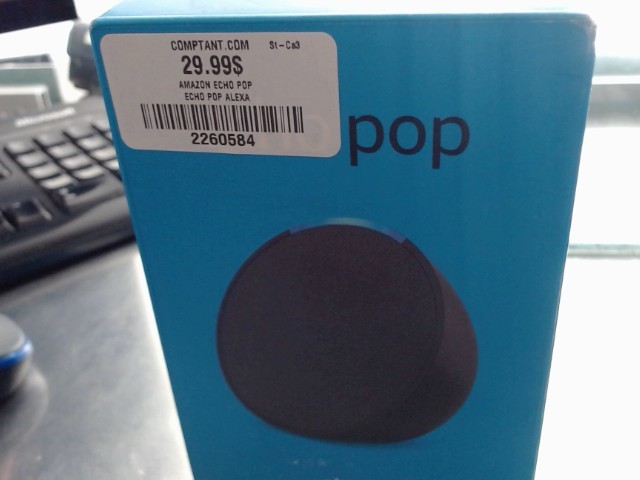 COMPTANT.COM St-Ca3
29.99$
AMAZON ECHO POP
ECHO POP ALEXA
2260584
pop